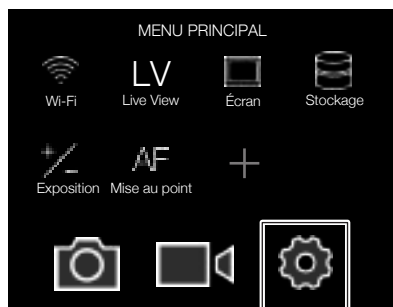 MENU PRINCIPAL
LV
Wi-Fi Live View Écran Stockage
AF
Exposition Mise au point